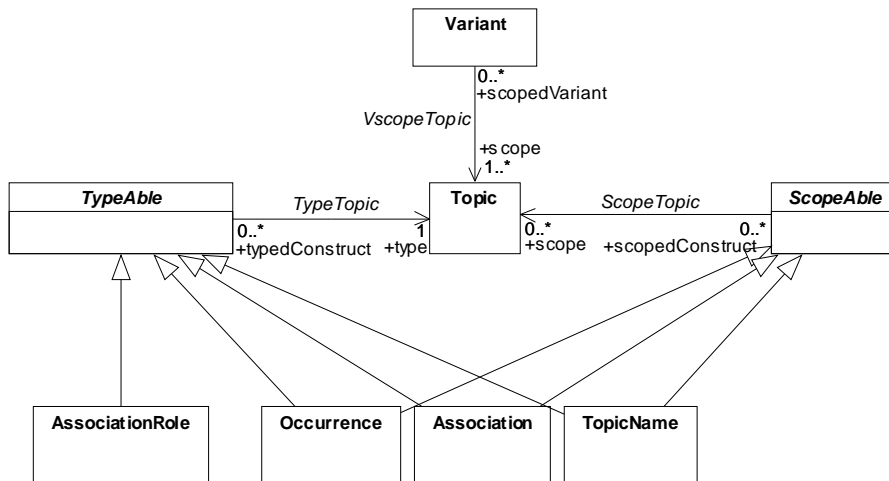 Variant
0..*
+scopedVariant
VscopeTopic
+scope
1..*
TypeAble
TypeTopic
Topic
ScopeTopic
ScopeAble
0..*
+typedConstruct
1
+type
0..*
+scope
0..*
+scopedConstruct
AssociationRole
Occurrence
Association
TopicName